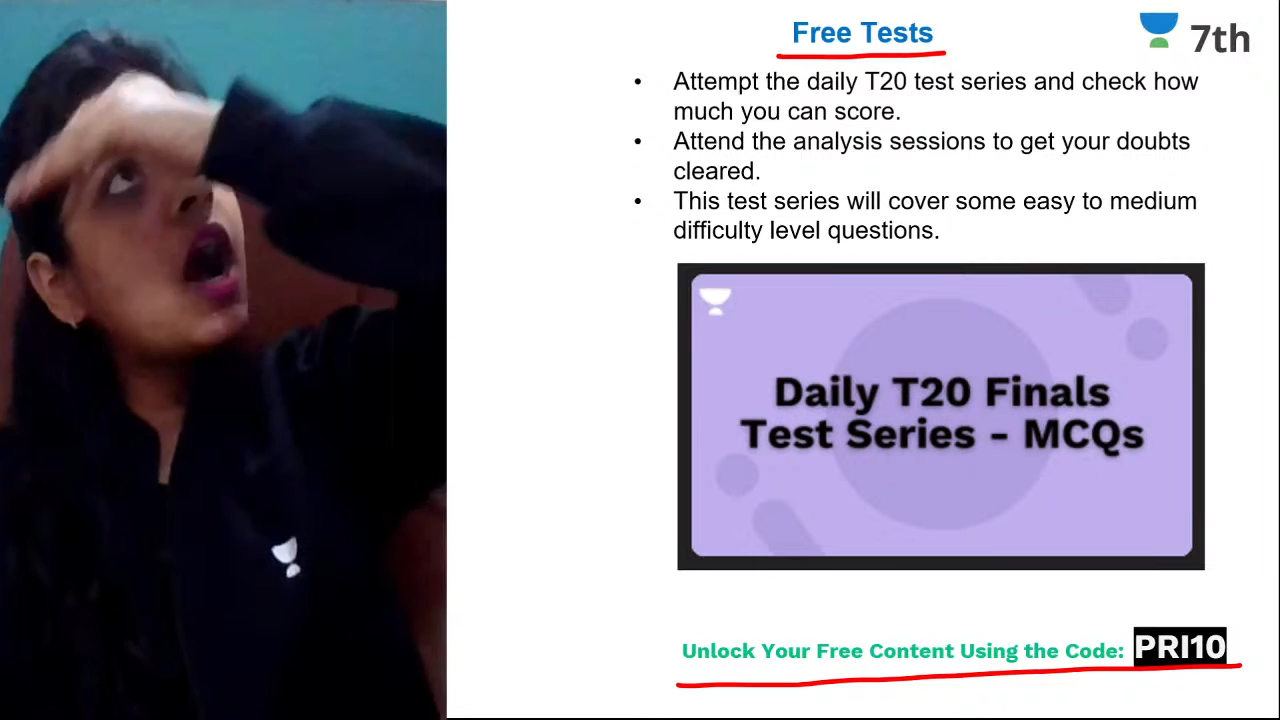 Free Tests
7th
• Attempt the daily T20 test series and check how
much you can score.
• Attend the analysis sessions to get your doubts
cleared.
• This test series will cover some easy to medium
difficulty level questions.
Daily T20 Finals
Test Series - MCQs
Unlock Your Free Content Using the Code: PRI10